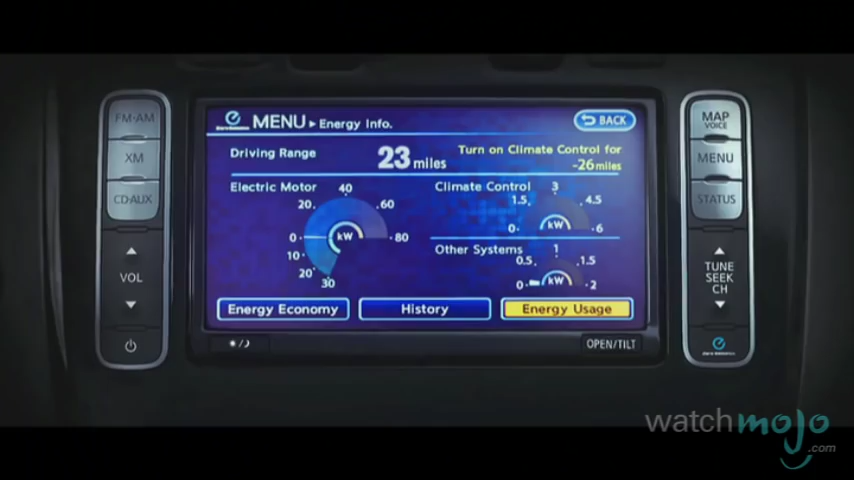 FM·AM
XM
CD·AUX
VOL
MENU ▸ Energy Info.
BACK
Driving Range 23 miles
Turn on Climate Control for
-26 miles
Electric Motor
40
20
60
0
kW
80
10
20
30
Climate Control
3
1.5
4.5
kW
0
6
Other Systems
1
0.5
1.5
kW
0
2
Energy Economy
History
Energy Usage
OPEN/TILT
MAP
VOICE
MENU
STATUS
TUNE
SEEK
CH
watchmojo
.com